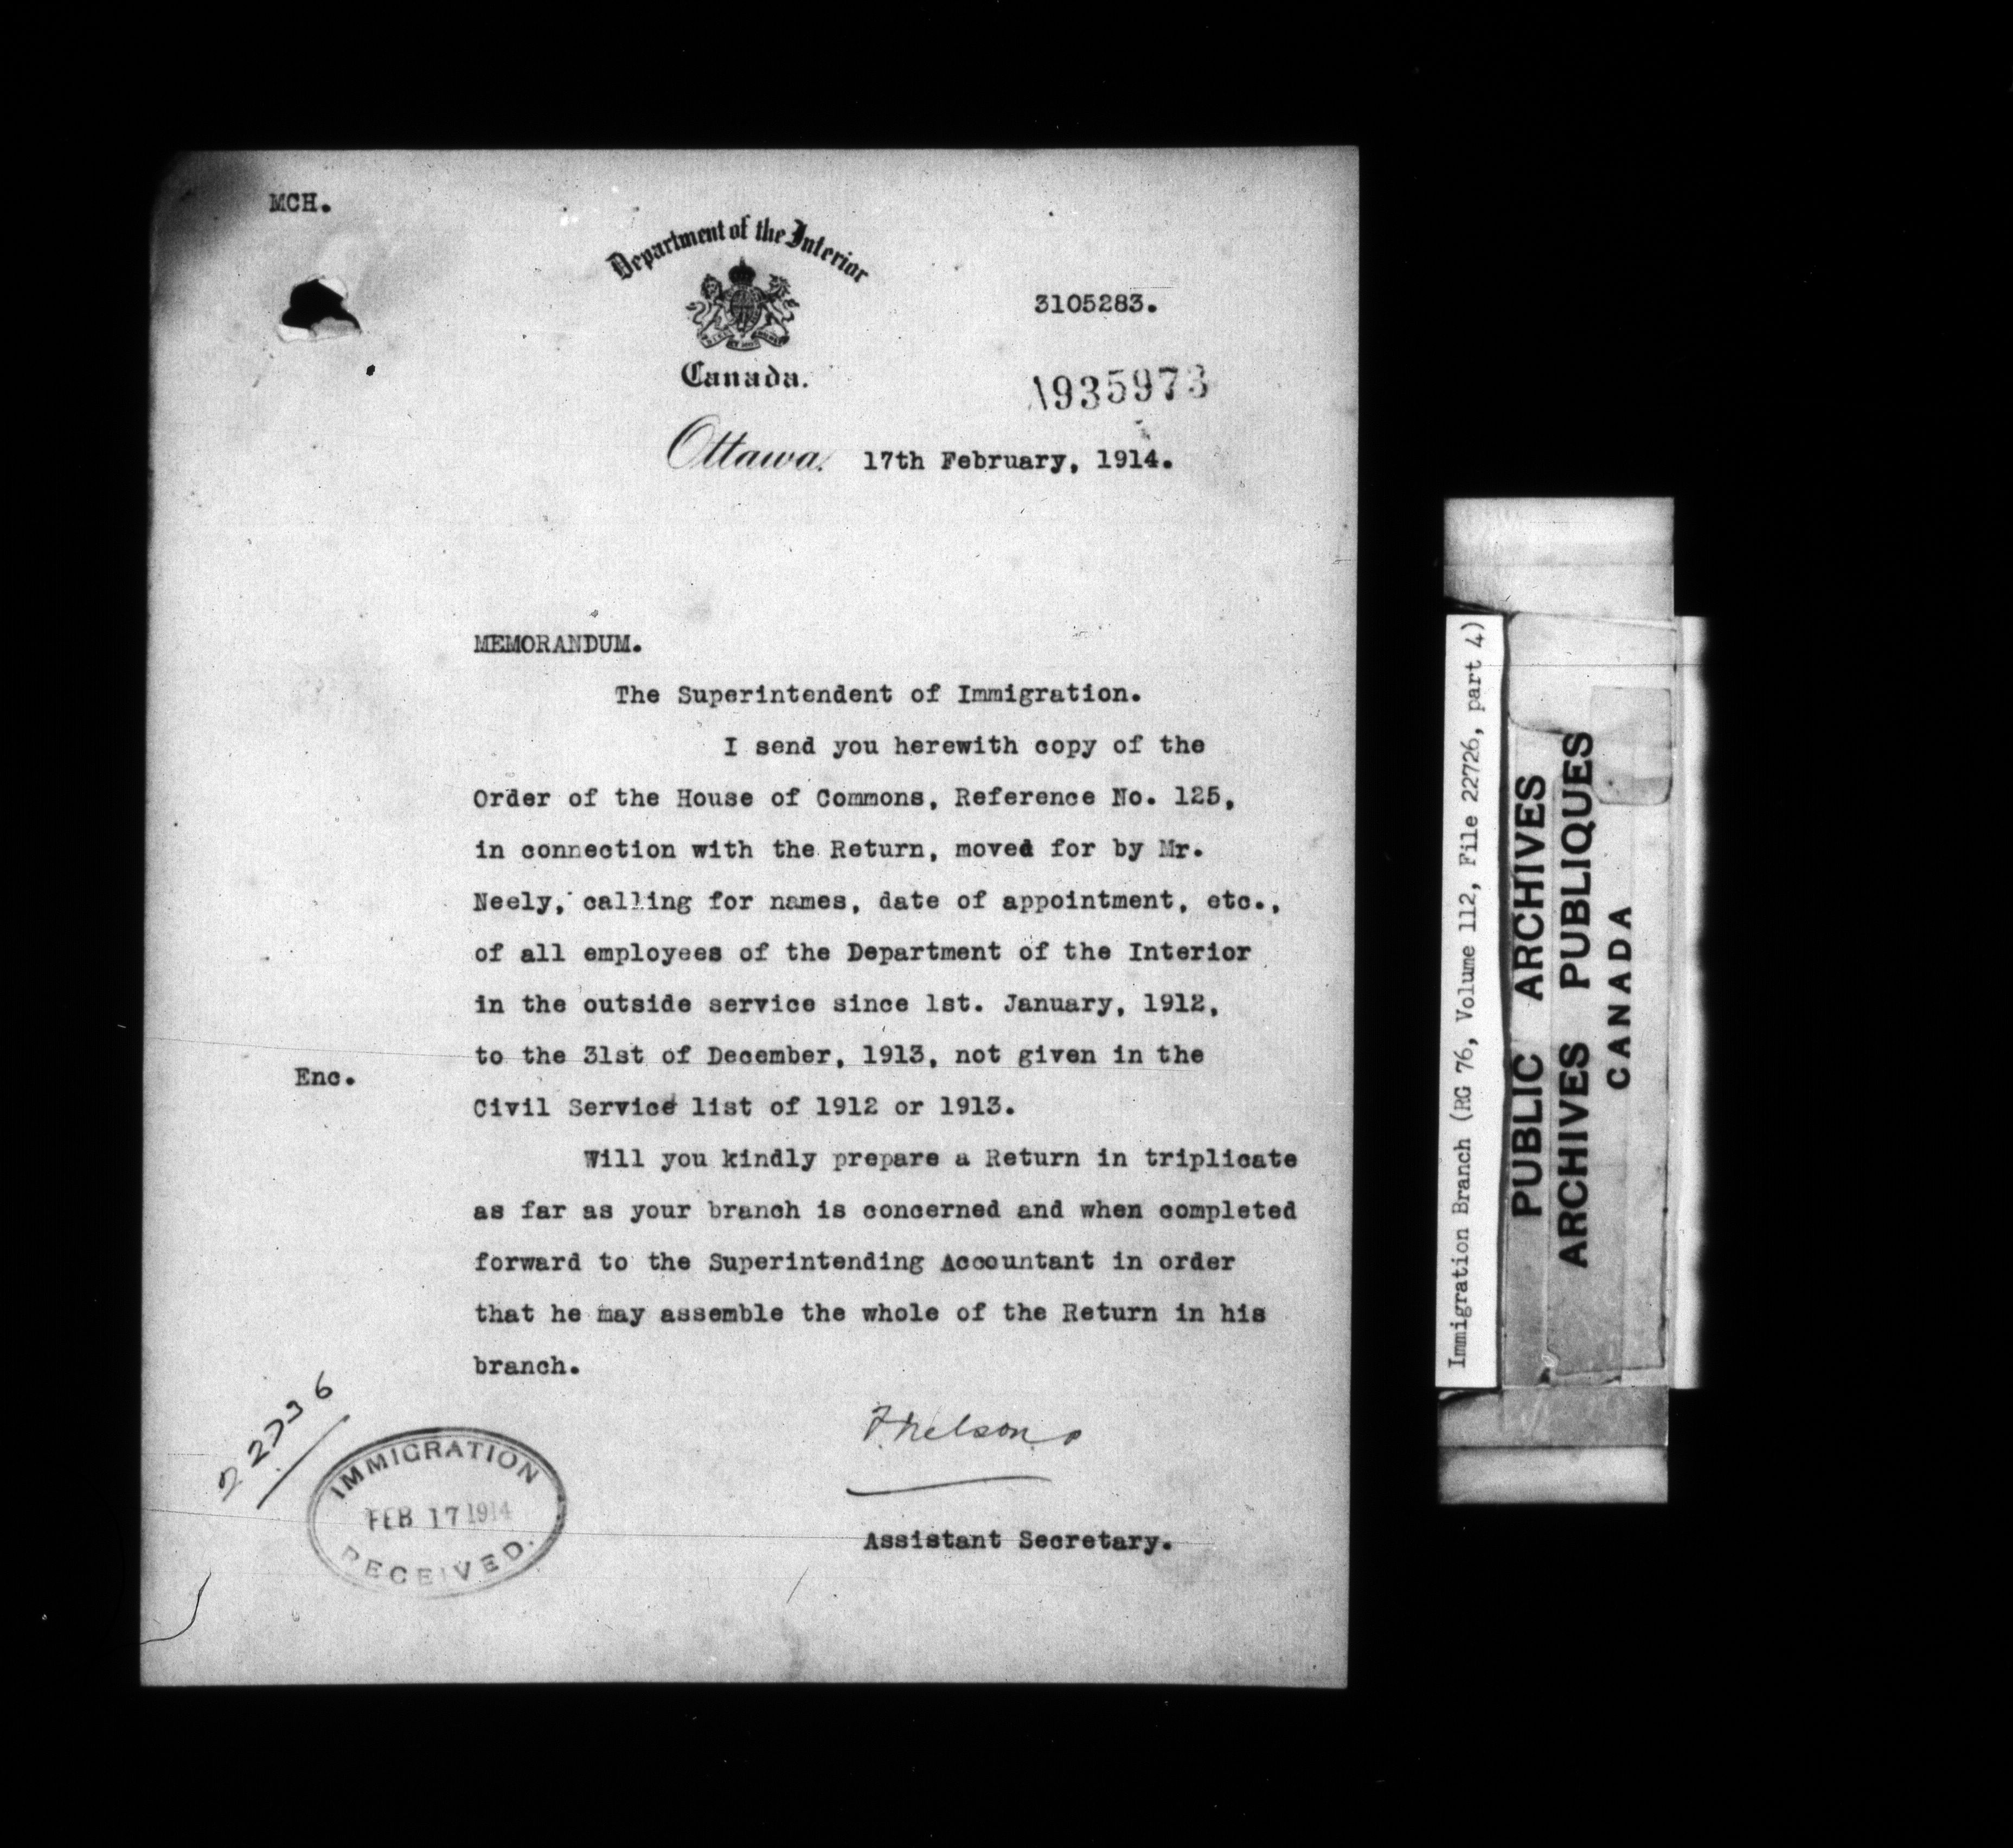 MCH.
Department of the Interior
Canada.
3105283.
A935973
Ottawa, 17th February, 1914.
MEMORANDUM.
The Superintendent of Immigration.
I send you herewith copy of the
Order of the House of Commons, Reference No. 125,
in connection with the Return, moved for by Mr.
Neely, calling for names, date of appointment, etc.,
of all employees of the Department of the Interior
in the outside service since 1st. January, 1912,
to the 31st of December, 1913, not given in the
Enc.
Civil Service list of 1912 or 1913.
Will you kindly prepare a Return in triplicate
as far as your branch is concerned and when completed
forward to the Superintending Accountant in order
that he may assemble the whole of the Return in his
branch.
F. Nelson.
Assistant Secretary.
22736
IMMIGRATION
FEB 17 1914
RECEIVED.
Immigration Branch (RG 76, Volume 112, File 22726, part 4)
PUBLIC ARCHIVES
ARCHIVES PUBLIQUES
CANADA